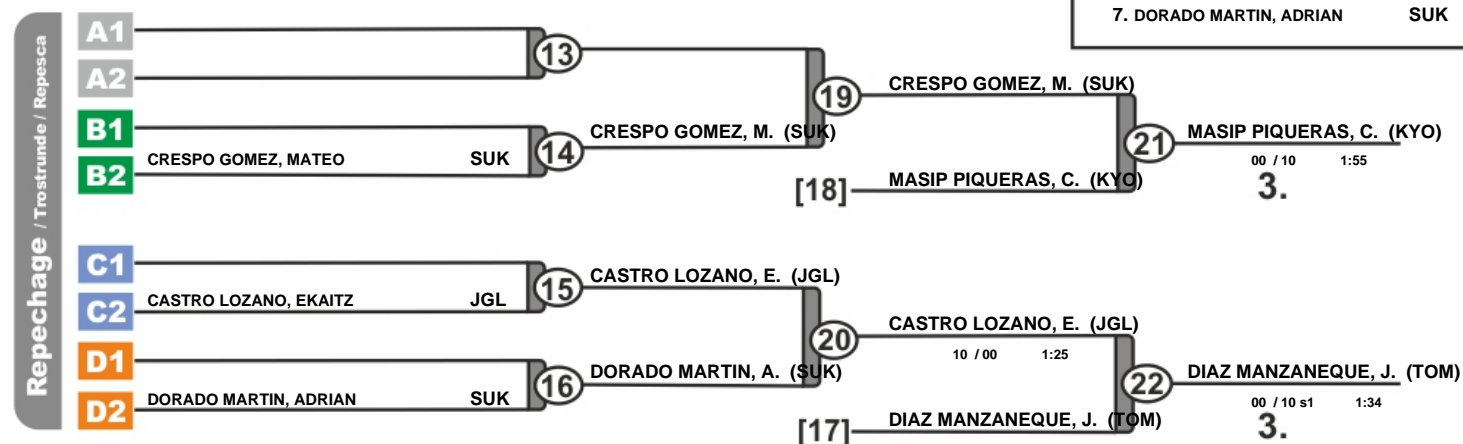 7. DORADO MARTIN, ADRIAN SUK
Repechage / Trostrunde / Repesca
A1
13
A2
CRESPO GOMEZ, M. (SUK)
19
B1
CRESPO GOMEZ, M. (SUK)
14
21
MASIP PIQUERAS, C. (KYO)
CRESPO GOMEZ, MATEO SUK
B2
00 / 10 1:55
[18]
MASIP PIQUERAS, C. (KYO)
3.
C1
CASTRO LOZANO, E. (JGL)
15
C2
CASTRO LOZANO, EKAITZ JGL
CASTRO LOZANO, E. (JGL)
20
10 / 00 1:25
D1
DORADO MARTIN, A. (SUK)
16
22
DIAZ MANZANEQUE, J. (TOM)
D2
DORADO MARTIN, ADRIAN SUK
00 / 10 s1 1:34
[17]
DIAZ MANZANEQUE, J. (TOM)
3.